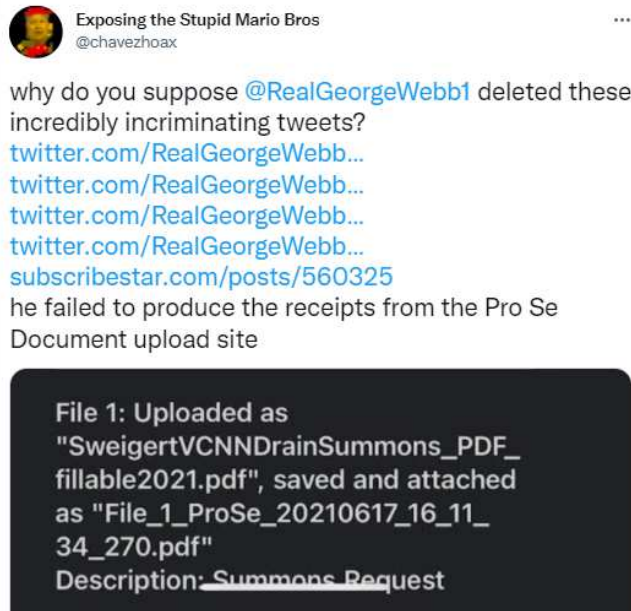 Exposing the Stupid Mario Bros
@chavezhoax
...
why do you suppose @RealGeorgeWebb1 deleted these
incredibly incriminating tweets?
twitter.com/RealGeorgeWebb...
twitter.com/RealGeorgeWebb...
twitter.com/RealGeorgeWebb...
twitter.com/RealGeorgeWebb...
subscribestar.com/posts/560325
he failed to produce the receipts from the Pro Se
Document upload site
File 1: Uploaded as
"SweigertVCNNDrainSummons_PDF_
fillable2021.pdf", saved and attached
as "File_1_ProSe_20210617_16_11_
34_270.pdf"
Description: Summons Request